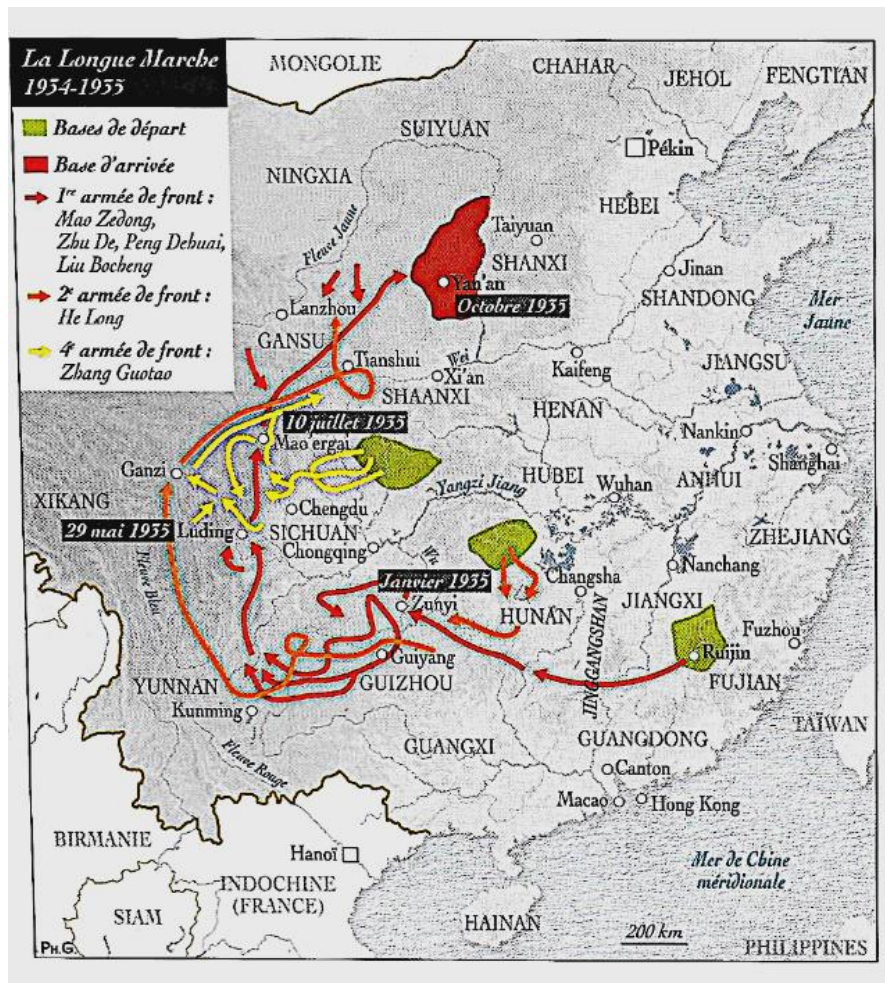 La Longue Marche
1934-1935
Bases de départ
Base d'arrivée
1re armée de front :
Mao Zedong,
Zhu De, Peng Dehuai,
Liu Bocheng
2e armée de front :
He Long
4e armée de front :
Zhang Guotao
MONGOLIE
CHAHAR
JEHOL
FENGTIAN
SUIYUAN
Pékin
NINGXIA
HEBEI
Fleuve Jaune
Taiyuan
SHANXI
Yan'an
Octobre 1935
Jinan
SHANDONG
Mer
Jaune
Lanzhou
GANSU
Tianshui
Wei
Xi'an
Kaifeng
JIANGSU
SHAANXI
HENAN
10 juillet 1935
Mao'ergai
Nankin
Shanghai
Ganzi
HUBEI
Wuhan
ANHUI
Yangzi Jiang
XIKANG
Chengdu
29 mai 1935
Luding
SICHUAN
Chongqing
ZHEJIANG
Fleuve Bleu
Wu
Nanchang
Changsha
Janvier 1935
Zunyi
HUNAN
JIANGXI
JINGGANGSHAN
Ruijin
Fuzhou
Guiyang
FUJIAN
YUNNAN
GUIZHOU
Kunming
TAÏWAN
Fleuve Rouge
GUANGXI
GUANGDONG
Canton
Macao
Hong Kong
BIRMANIE
Hanoï
INDOCHINE
(FRANCE)
Mer de Chine
méridionale
SIAM
HAINAN
200 km
PH.G.
PHILIPPINES